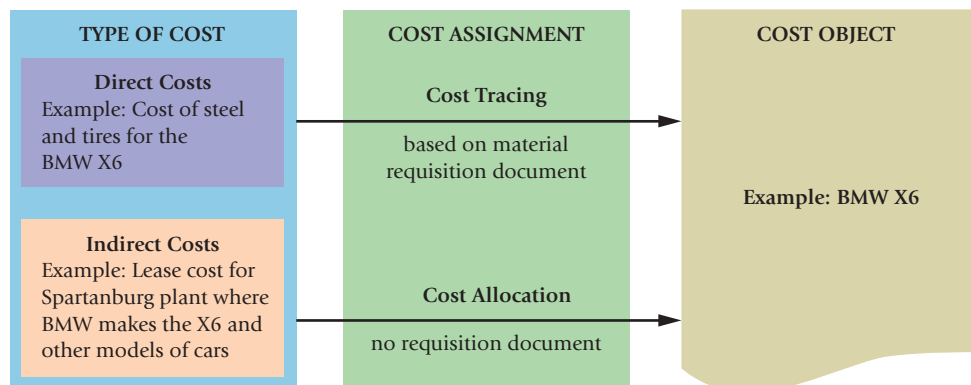 TYPE OF COST
Direct Costs
Example: Cost of steel
and tires for the
BMW X6
Indirect Costs
Example: Lease cost for
Spartanburg plant where
BMW makes the X6 and
other models of cars
COST ASSIGNMENT
Cost Tracing
based on material
requisition document
Cost Allocation
no requisition document
COST OBJECT
Example: BMW X6